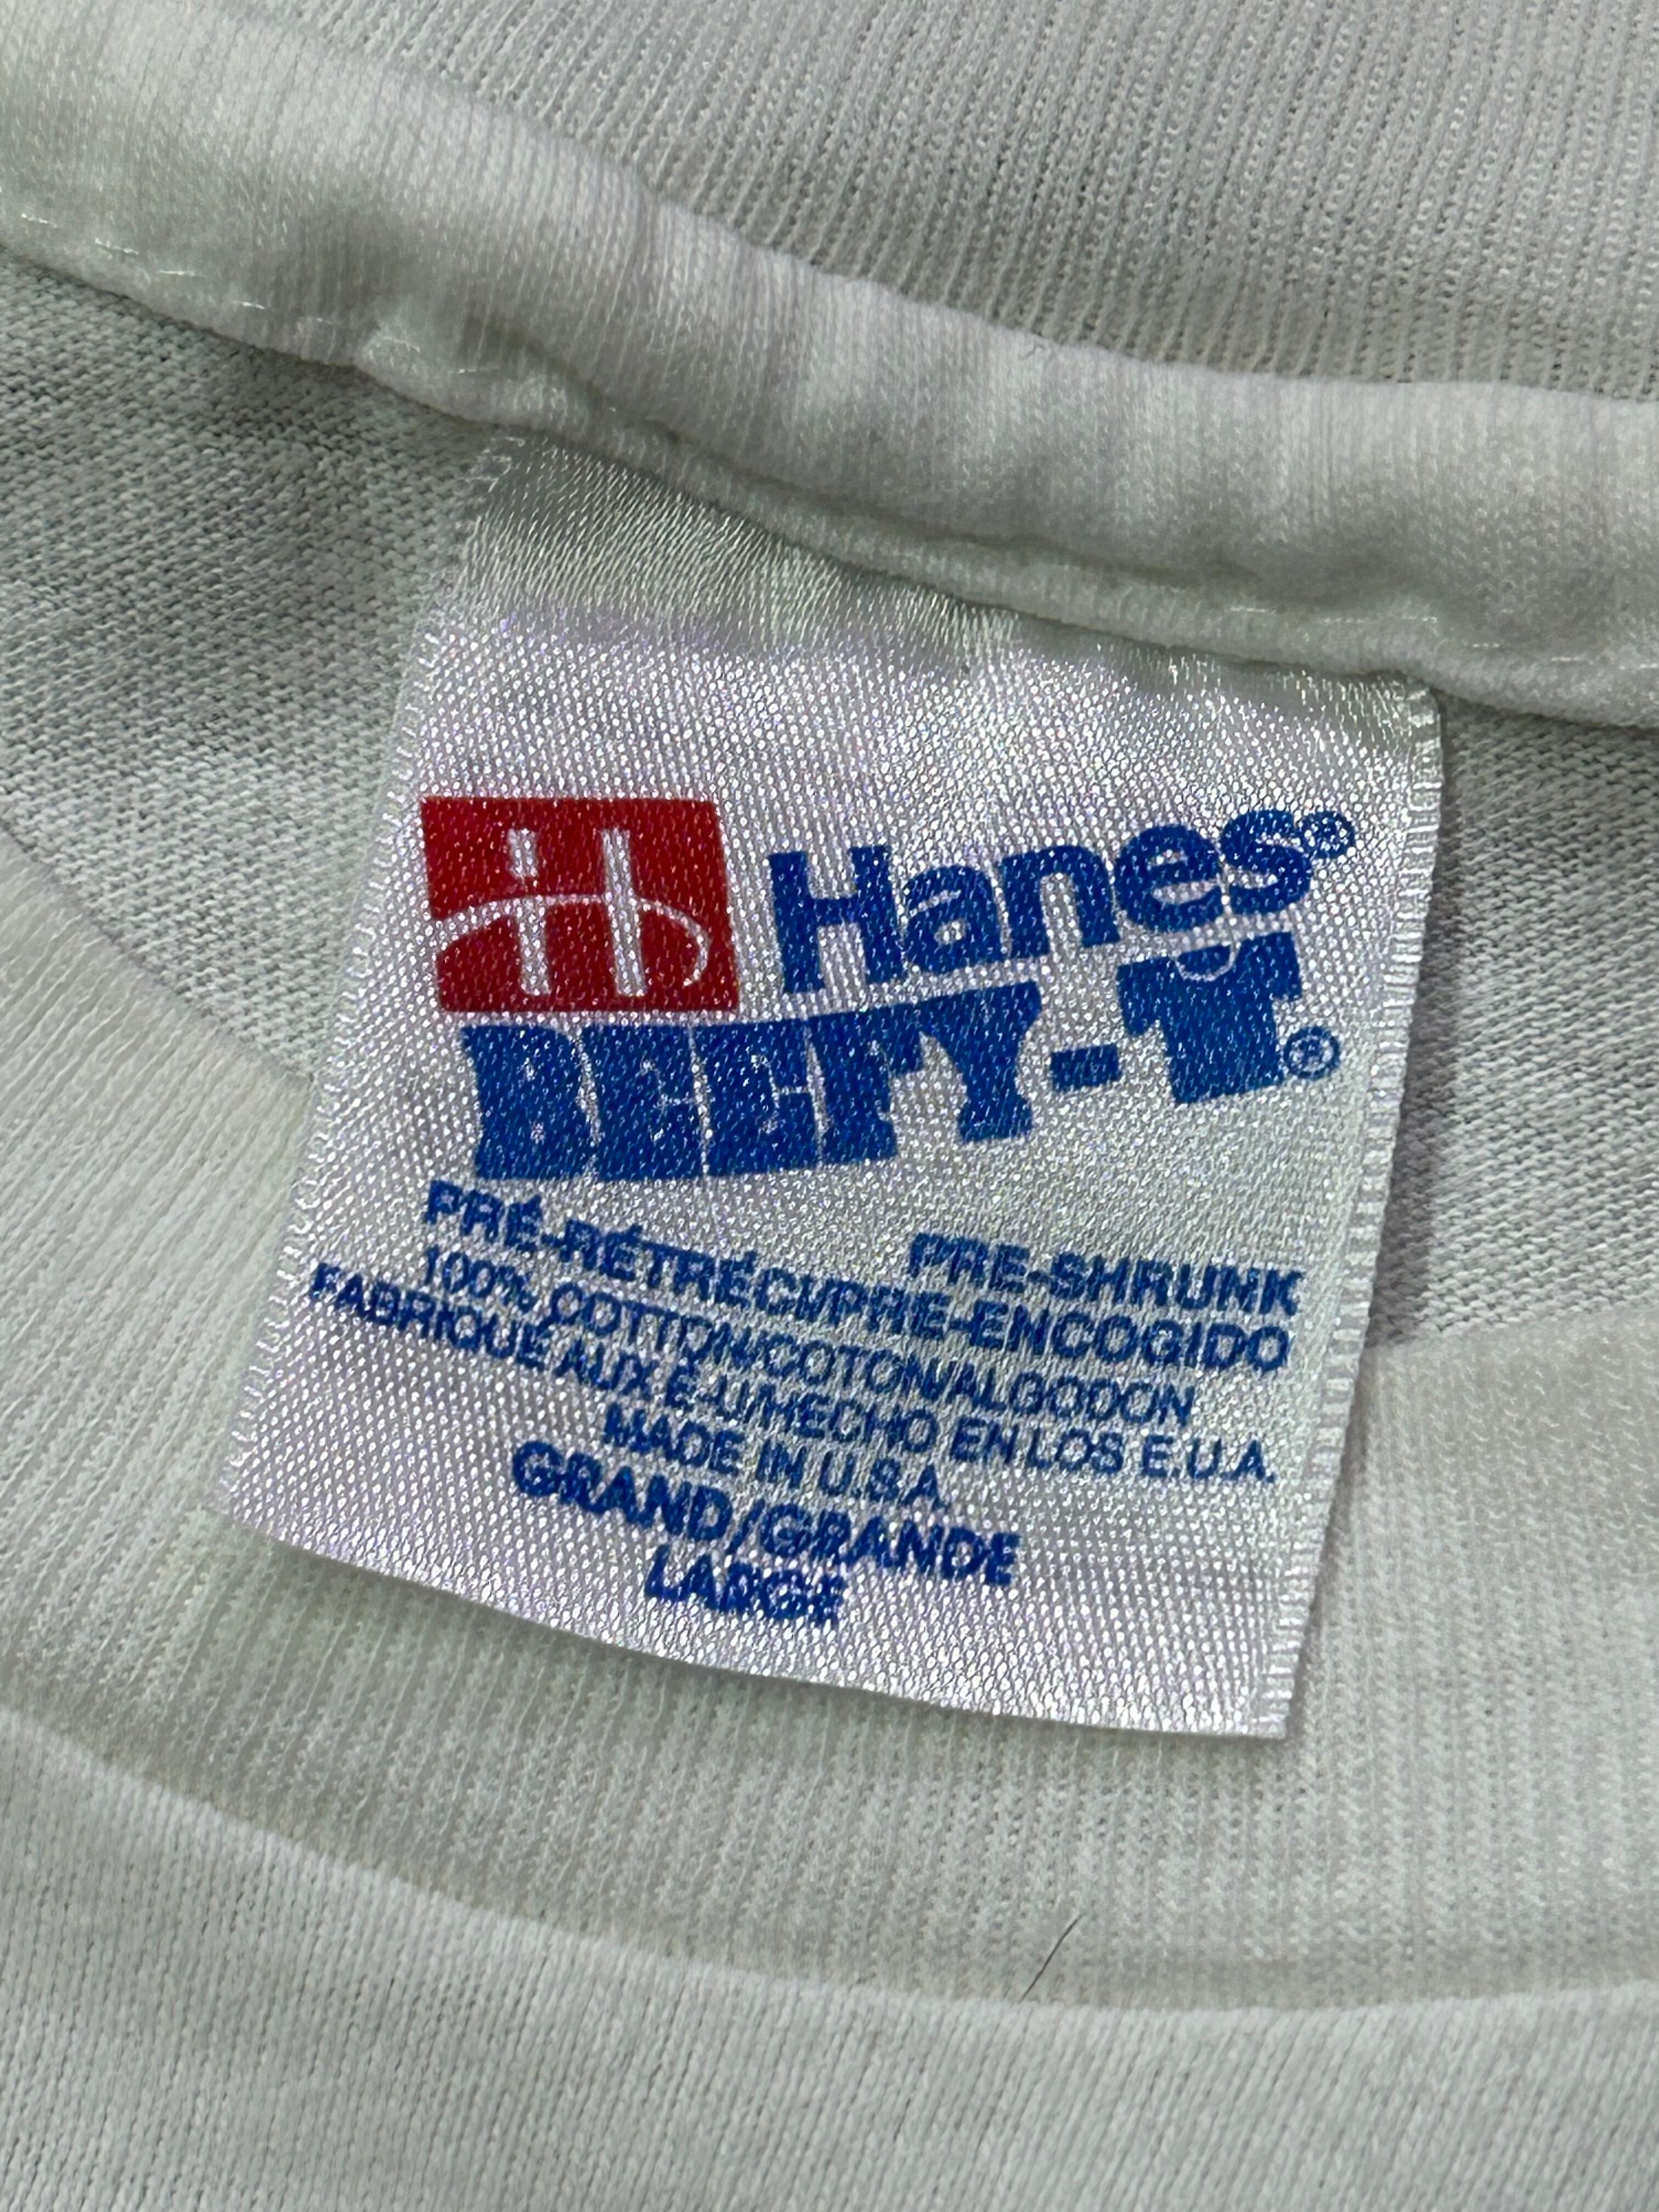 Hanes®
BEEFY-T®
PRE-SHRUNK
PRÉ-RÉTRÉCI/PRE-ENCOGIDO
100% COTTON/COTON/ALGODON
FABRIQUÉ AUX É.-U./HECHO EN LOS E.U.A.
MADE IN U.S.A.
GRAND/GRANDE
LARGE